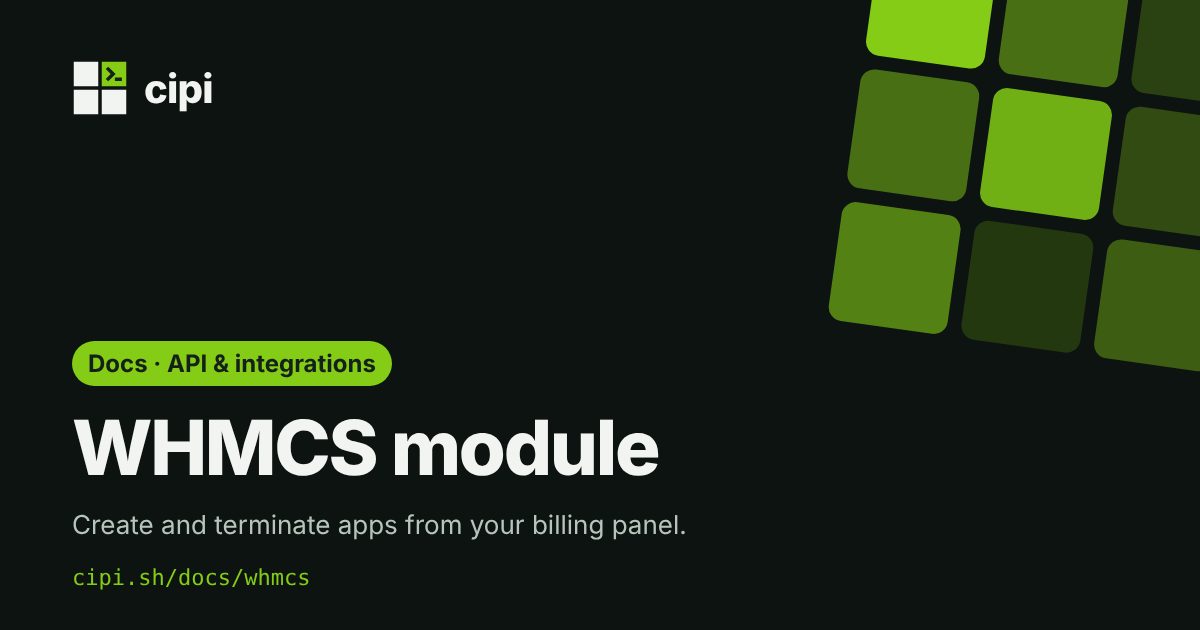 cipi
Docs · API & integrations
WHMCS module
Create and terminate apps from your billing panel.
cipi.sh/docs/whmcs